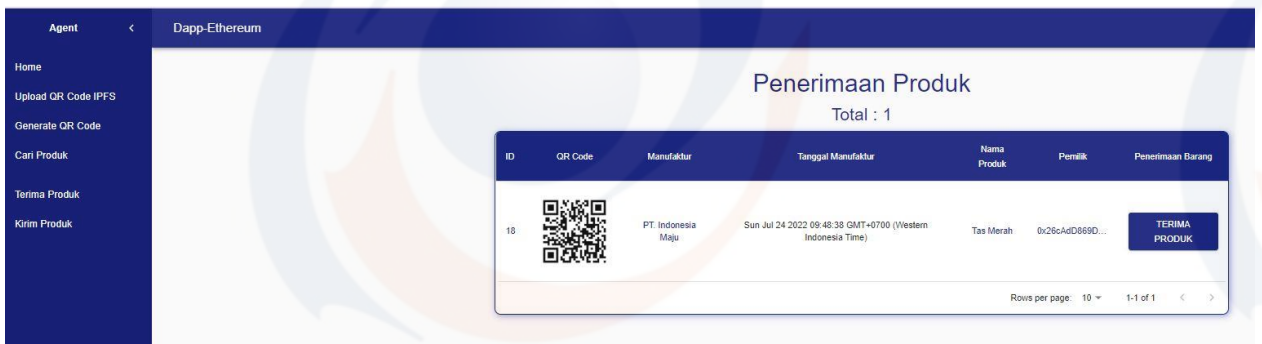 Agent <
Dapp-Ethereum
Home
Upload QR Code IPFS
Generate QR Code
Cari Produk
Terima Produk
Kirim Produk
Penerimaan Produk
Total : 1
ID QR Code Manufaktur Tanggal Manufaktur Nama Produk Pemilik Penerimaan Barang
18 PT. Indonesia Maju Sun Jul 24 2022 09:48:38 GMT+0700 (Western Indonesia Time) Tas Merah 0x26cAdD869D... TERIMA PRODUK
Rows per page: 10 1-1 of 1 < >